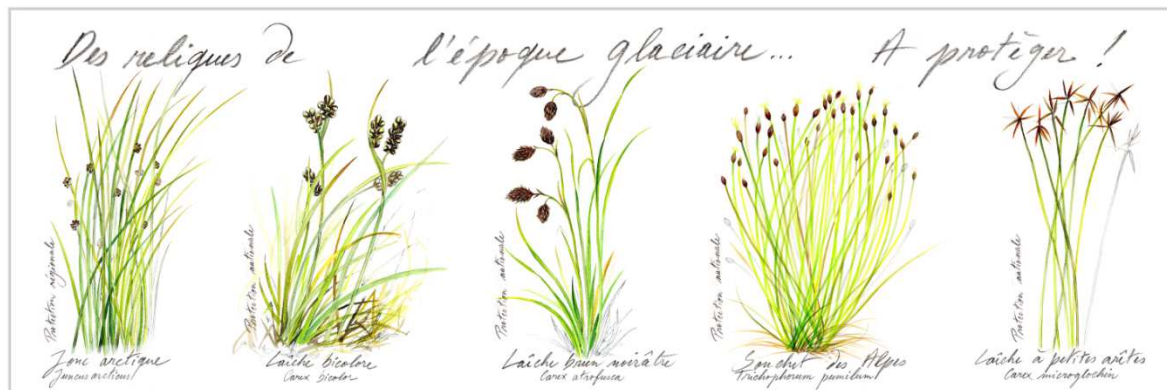 Des reliques de l'époque glaciaire... A protéger !
Protection régionale
Jonc arctique
Juncus arcticus
Protection nationale
Laîche bicolore
Carex bicolor
Protection nationale
Laîche brun noirâtre
Carex atrofusca
Protection nationale
Souchet des Alpes
Trichophorum pumilum
Protection nationale
Laîche à petites arêtes
Carex microglochin